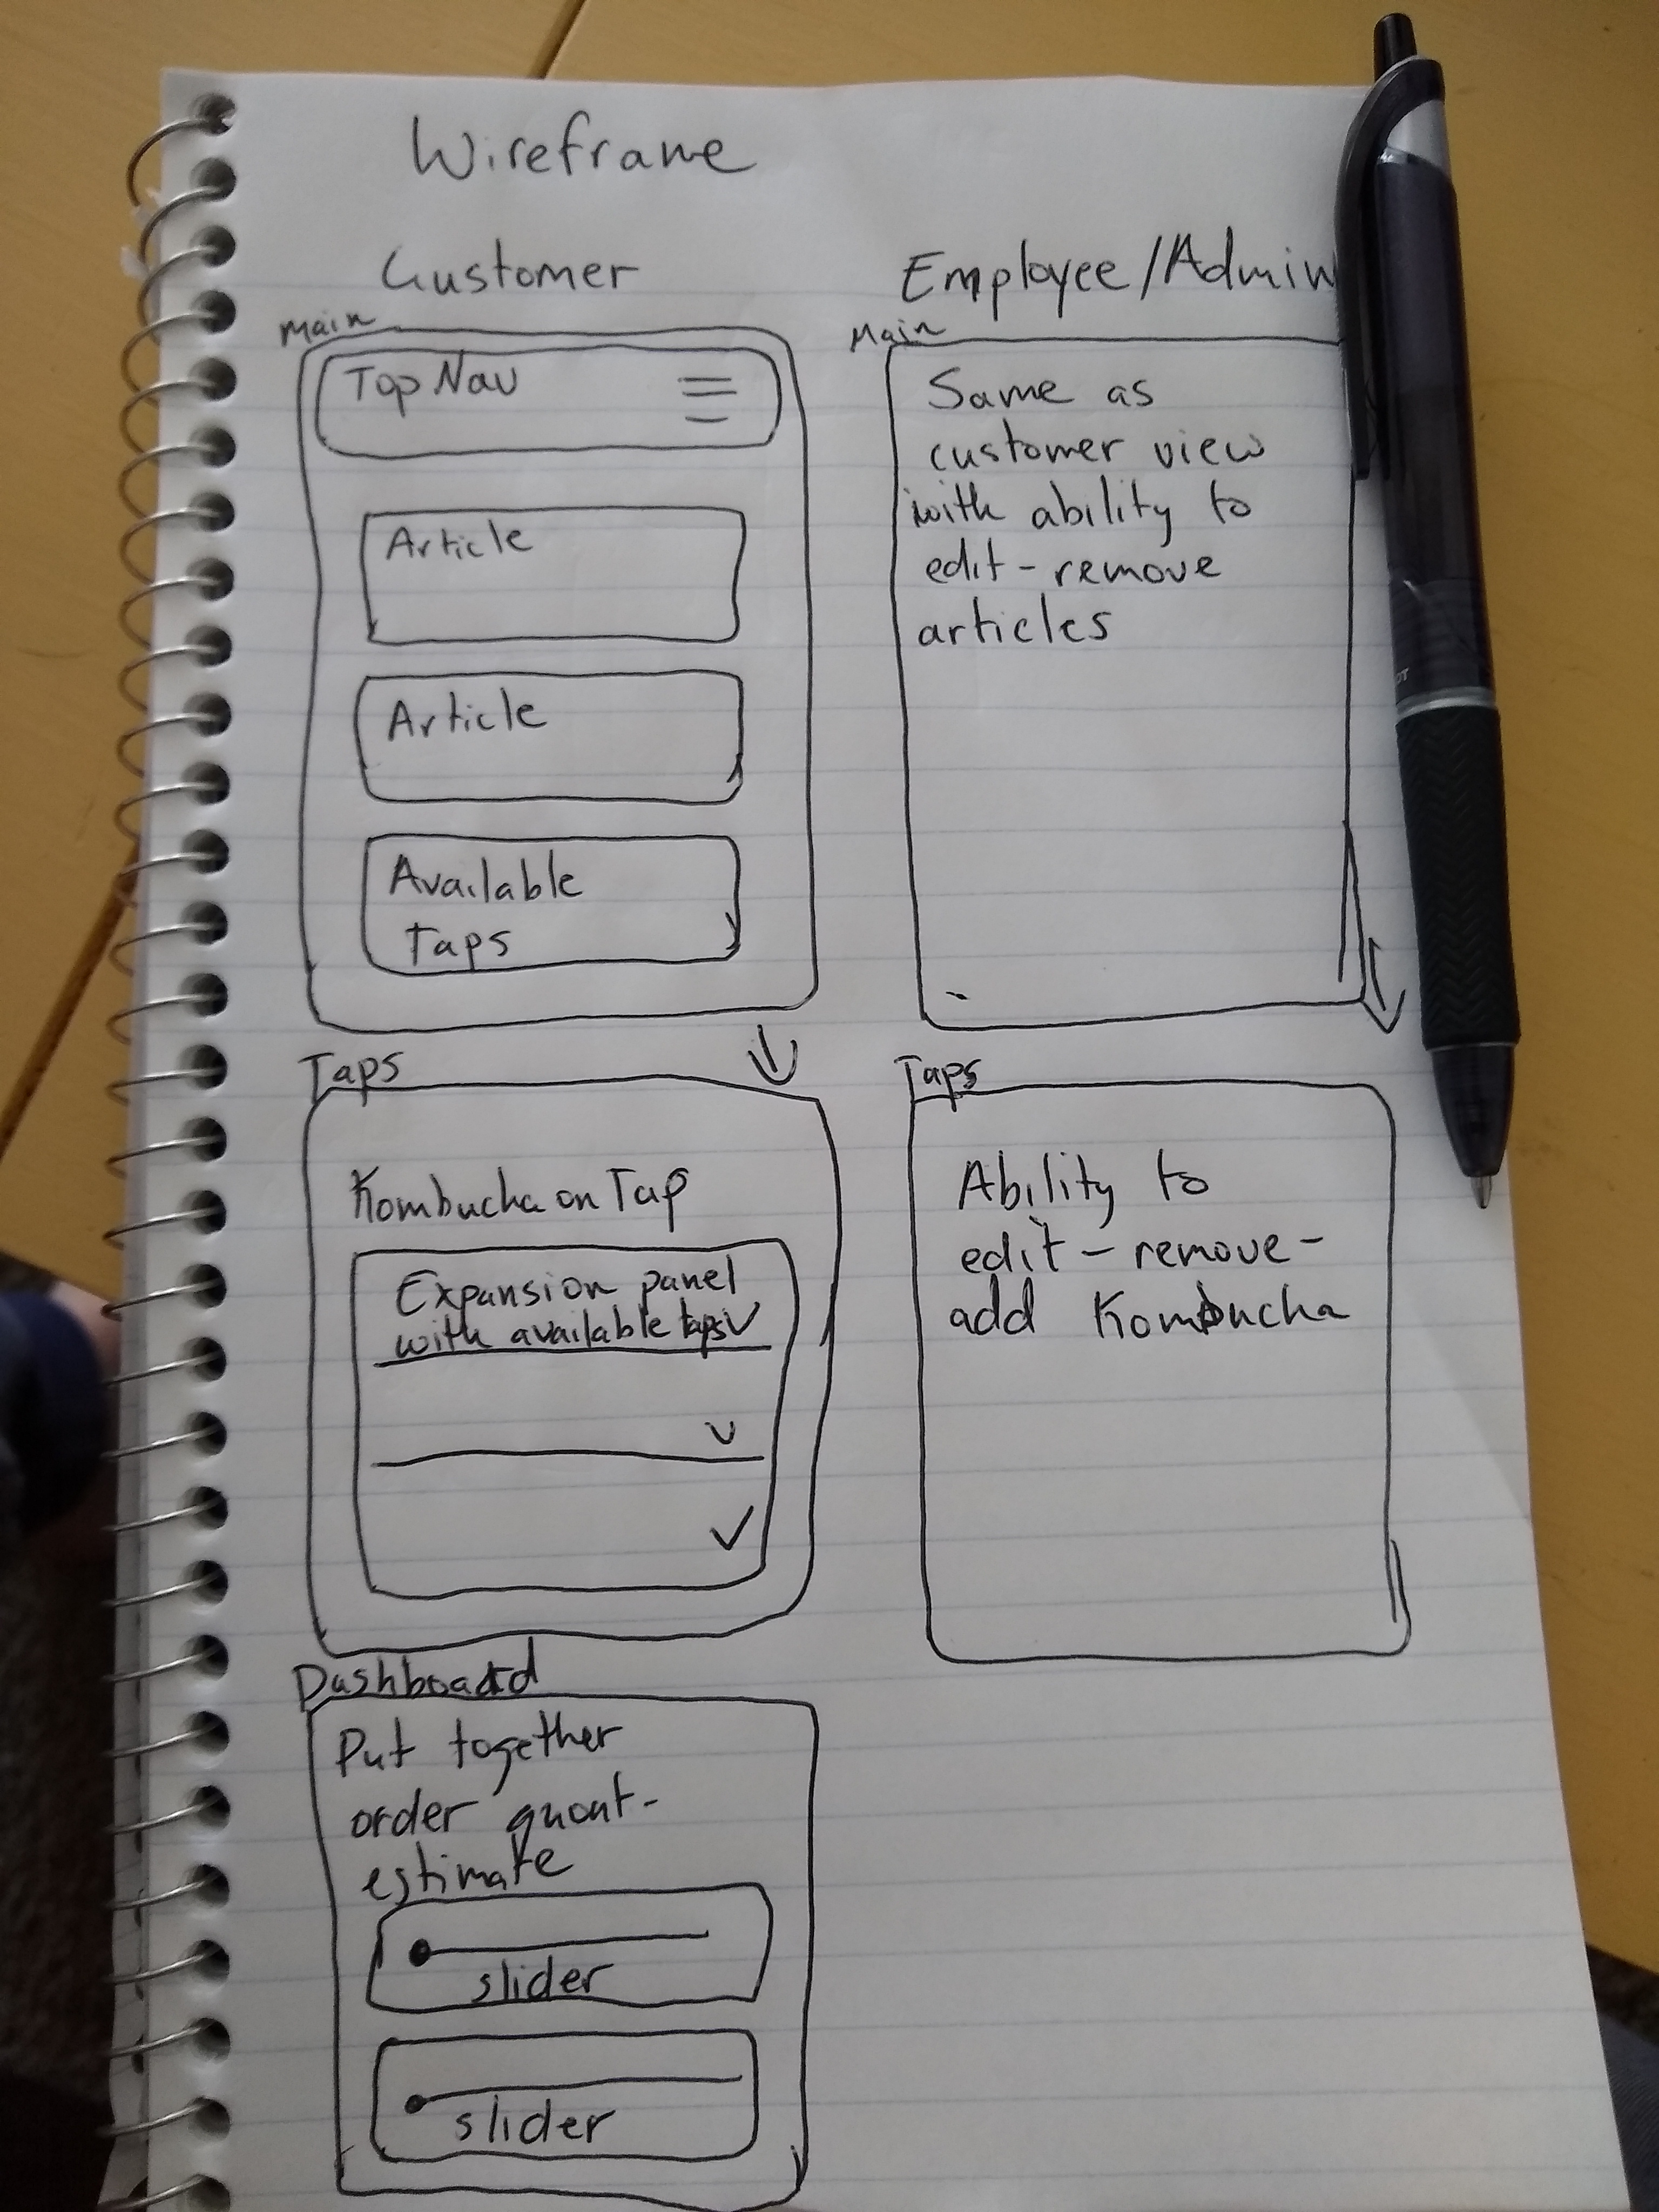 Wireframe
Customer
Main
Top Nav
Article
Article
Available
Taps
Taps
Kombucha on Tap
Expansion panel
with available taps
Dashboard
Put together
order quout-
estimate
slider
slider
Employee/Admin
Main
Same as
customer view
with ability to
edit - remove
articles
Taps
Ability to
edit - remove -
add Kombucha